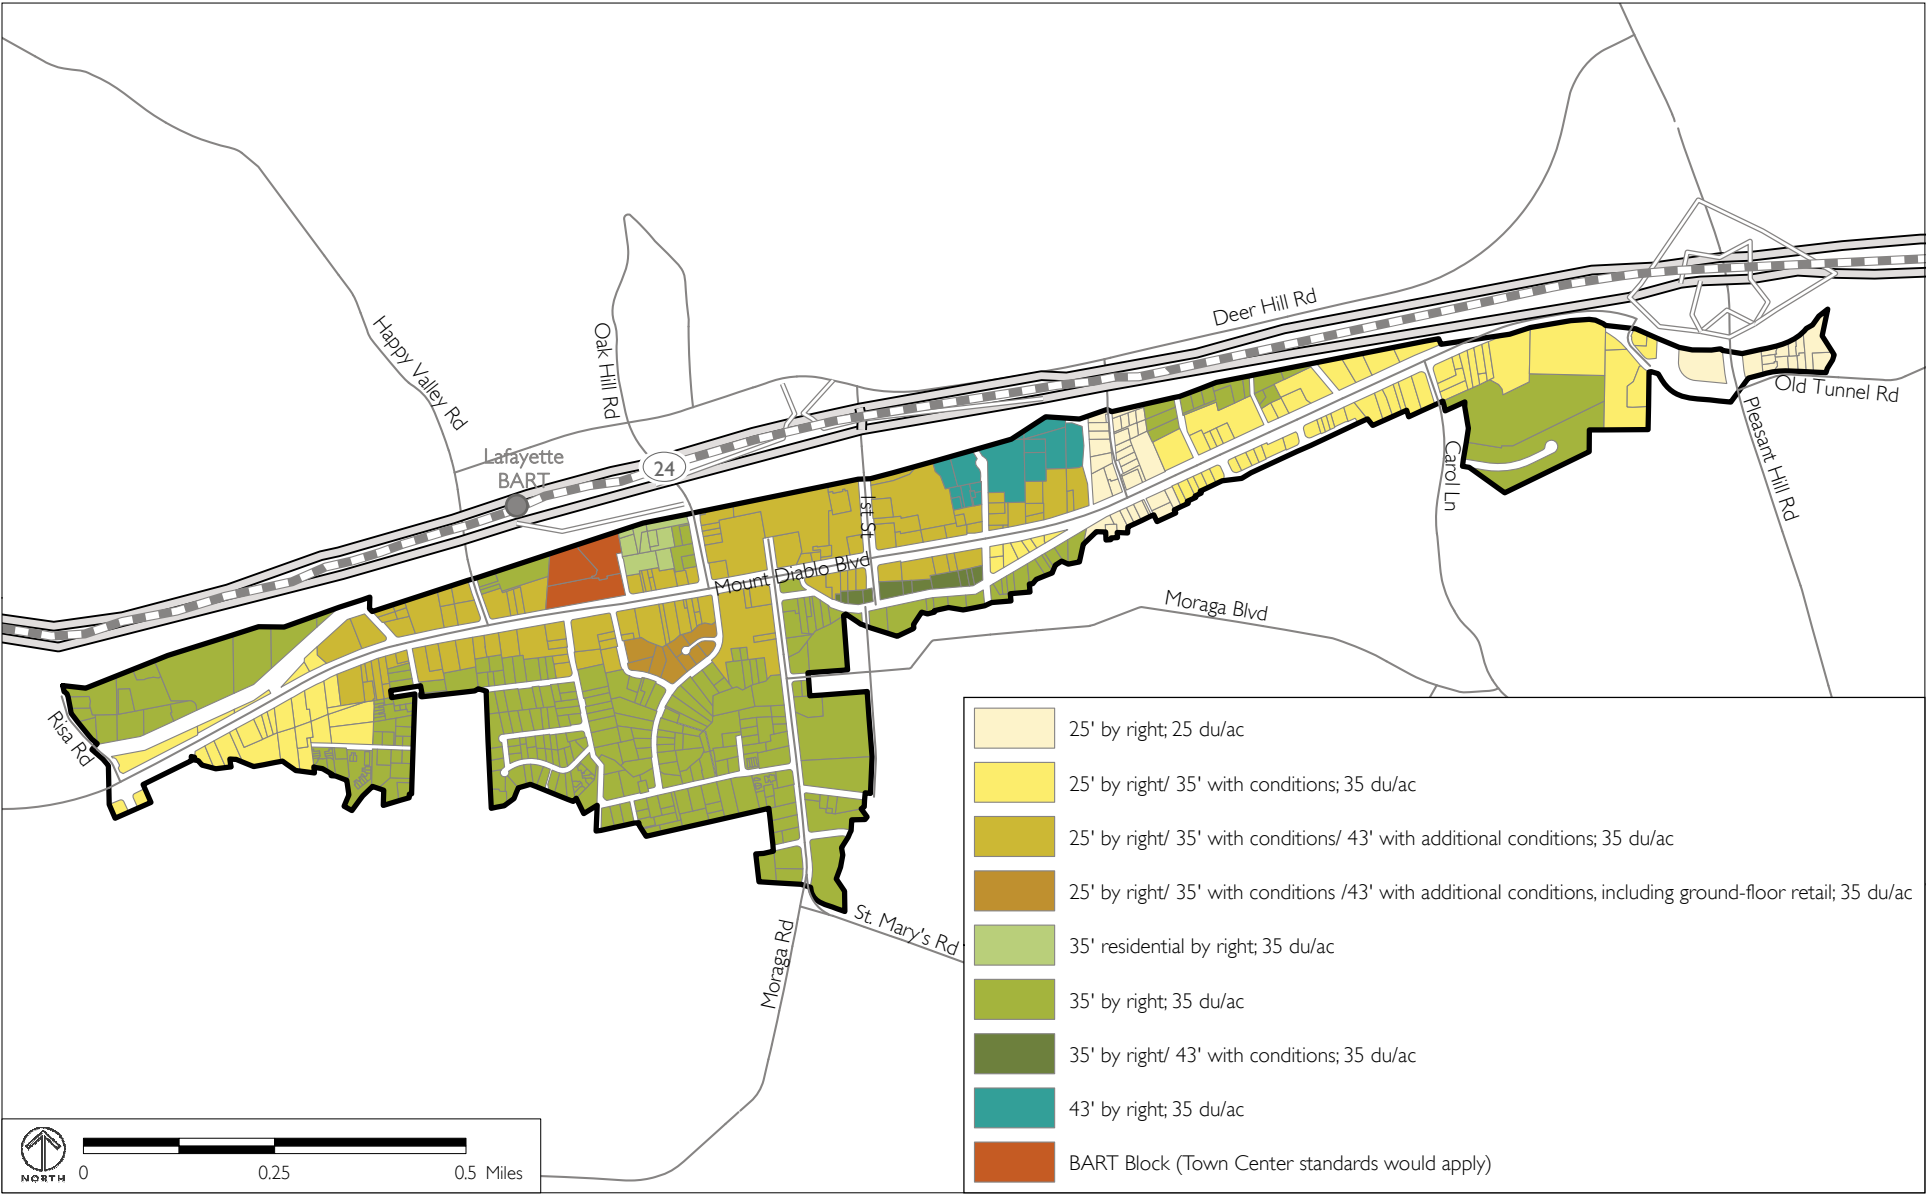 Deer Hill Rd
Happy Valley Rd
Oak Hill Rd
Lafayette
BART
24
1st St
Mount Diablo Blvd
Old Tunnel Rd
Pleasant Hill Rd
Carol Ln
Moraga Blvd
Risa Rd
St. Mary's Rd
Moraga Rd
25' by right; 25 du/ac
25' by right/ 35' with conditions; 35 du/ac
25' by right/ 35' with conditions/ 43' with additional conditions; 35 du/ac
25' by right/ 35' with conditions /43' with additional conditions, including ground-floor retail; 35 du/ac
35' residential by right; 35 du/ac
35' by right; 35 du/ac
35' by right/ 43' with conditions; 35 du/ac
43' by right; 35 du/ac
BART Block (Town Center standards would apply)
NORTH
0 0.25 0.5 Miles